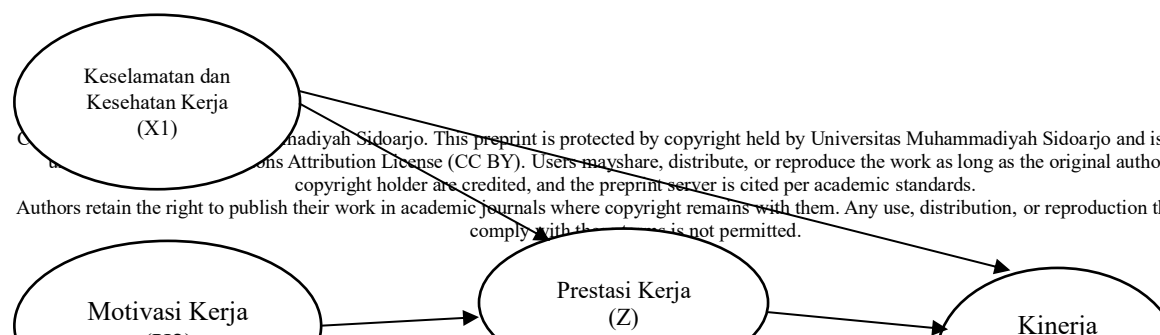 Keselamatan dan
Kesehatan Kerja
(X1)
madiyah Sidoarjo. This preprint is protected by copyright held by Universitas Muhammadiyah Sidoarjo and is
ons Attribution License (CC BY). Users mayshare, distribute, or reproduce the work as long as the original autho
copyright holder are credited, and the preprint server is cited per academic standards.
Authors retain the right to publish their work in academic journals where copyright remains with them. Any use, distribution, or reproduction th
comply with is not permitted.
Motivasi Kerja
Prestasi Kerja
(Z)
Kinerja